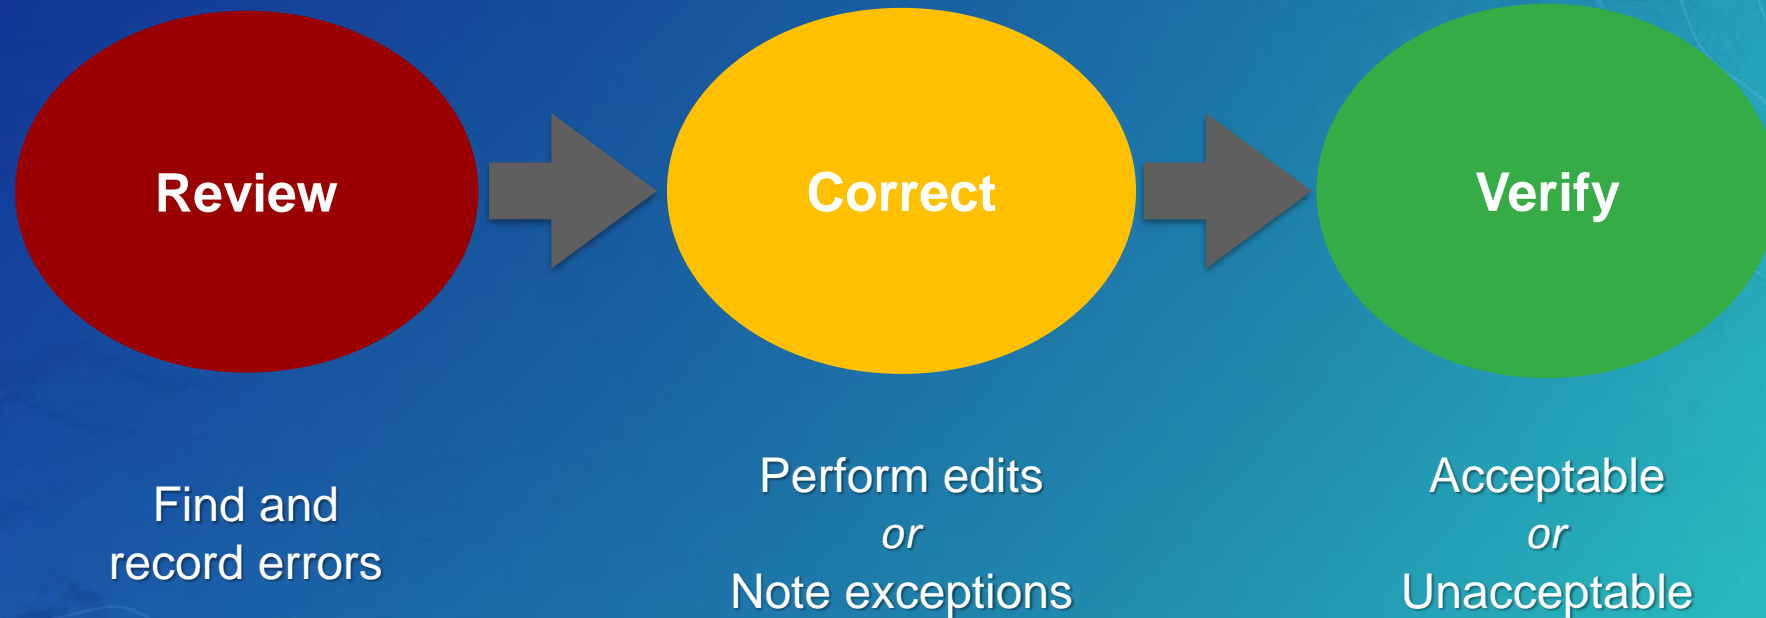 Review
Correct
Verify
Find and
record errors
Perform edits
or
Note exceptions
Acceptable
or
Unacceptable